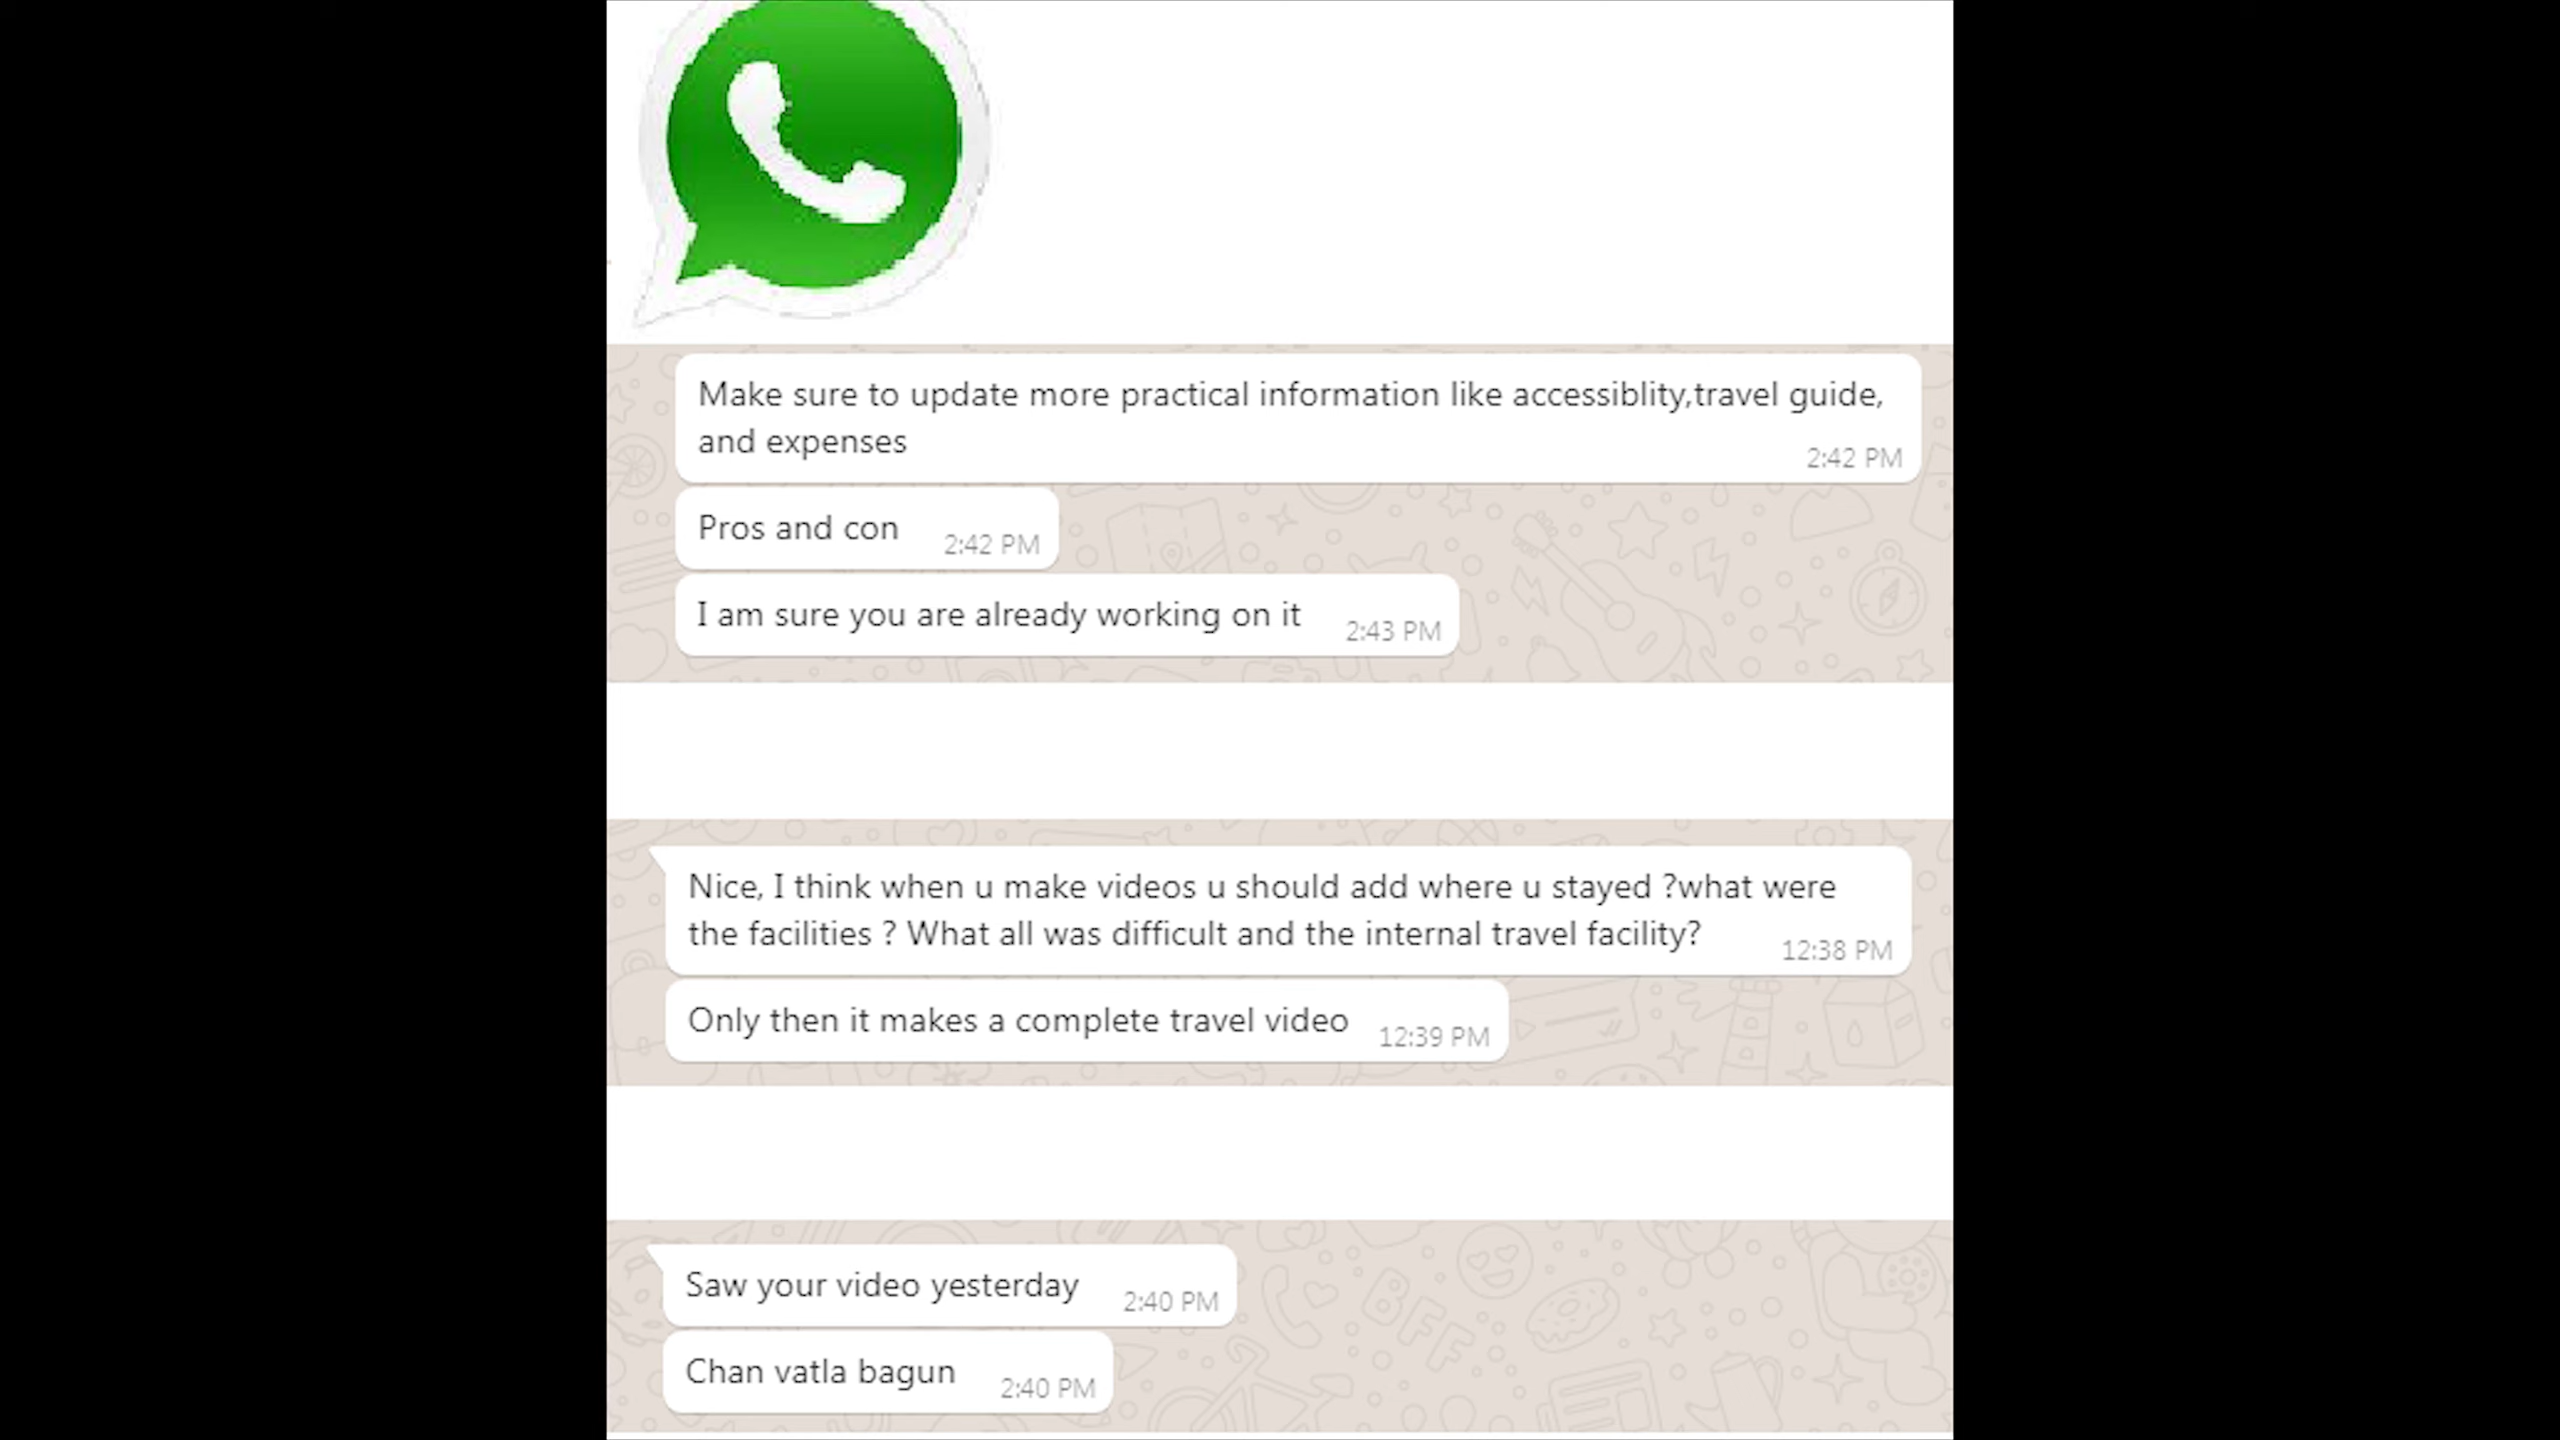 Make sure to update more practical information like accessiblity,travel guide,
and expenses
2:42 PM
Pros and con
2:42 PM
I am sure you are already working on it
2:43 PM
Nice, I think when u make videos u should add where u stayed ?what were
the facilities ? What all was difficult and the internal travel facility?
12:38 PM
Only then it makes a complete travel video
12:39 PM
Saw your video yesterday
2:40 PM
Chan vatla bagun
2:40 PM